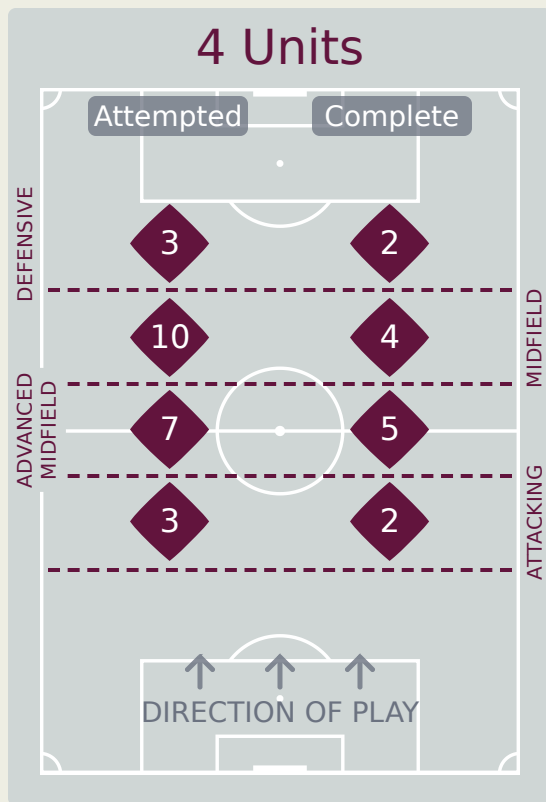 4 Units
Attempted
Complete
DEFENSIVE
3
2
MIDFIELD
10
4
ADVANCED
MIDFIELD
7
5
ATTACKING
3
2
DIRECTION OF PLAY